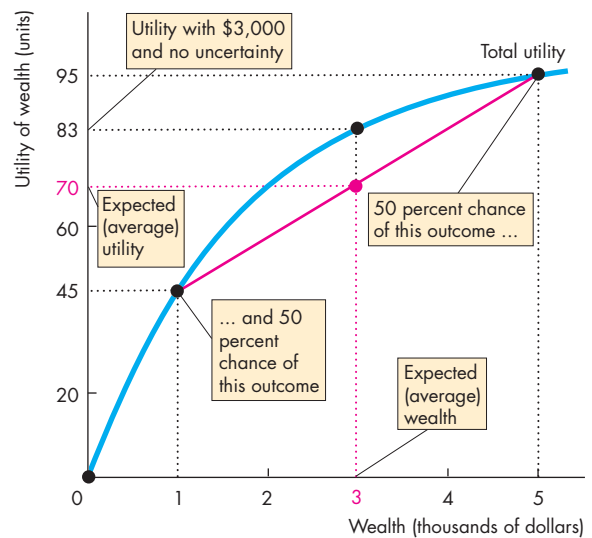 Utility of wealth (units)
Utility with $3,000
and no uncertainty
Total utility
95
83
70
Expected
(average)
utility
50 percent chance
of this outcome ...
60
45
... and 50
percent
chance of
this outcome
Expected
(average)
wealth
20
0
1
2
3
4
5
Wealth (thousands of dollars)